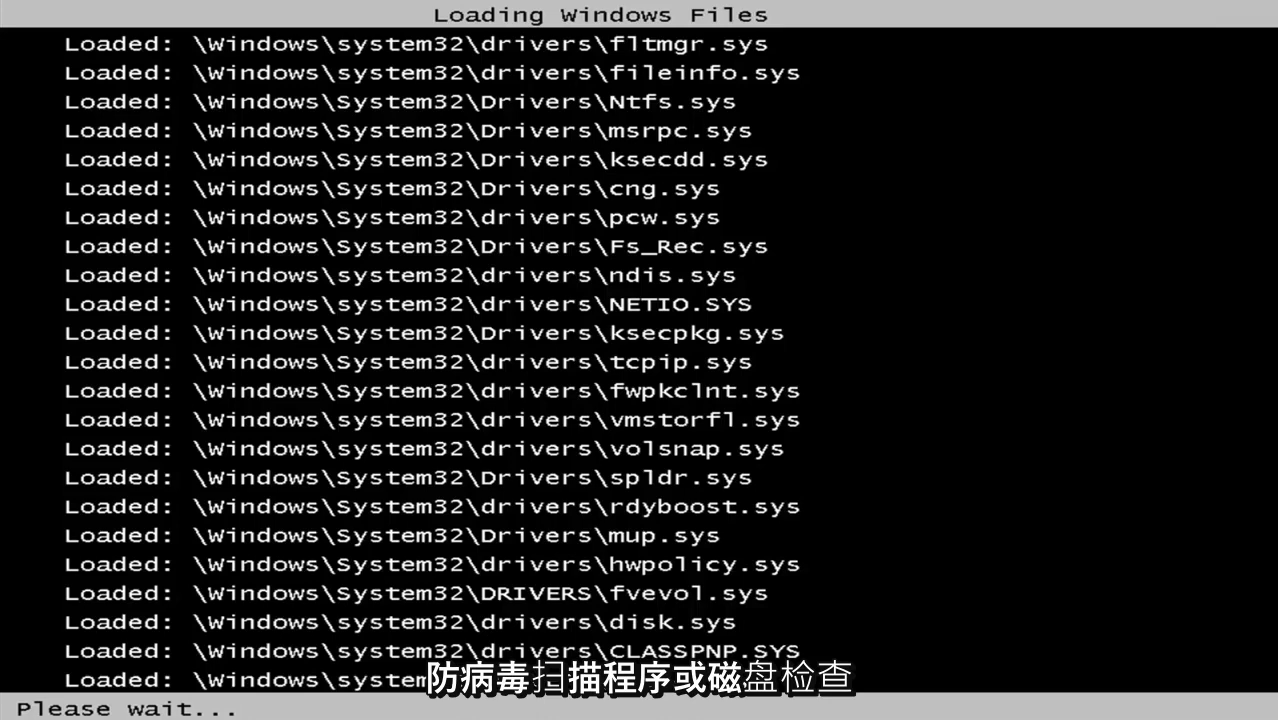 Loading Windows Files
Loaded: \Windows\system32\drivers\fltmgr.sys
Loaded: \Windows\system32\drivers\fileinfo.sys
Loaded: \Windows\System32\Drivers\Ntfs.sys
Loaded: \Windows\System32\Drivers\msrpc.sys
Loaded: \Windows\System32\Drivers\ksecdd.sys
Loaded: \Windows\System32\Drivers\cng.sys
Loaded: \Windows\System32\drivers\pcw.sys
Loaded: \Windows\System32\Drivers\Fs_Rec.sys
Loaded: \Windows\system32\drivers\ndis.sys
Loaded: \Windows\system32\drivers\NETIO.SYS
Loaded: \Windows\System32\Drivers\ksecpkg.sys
Loaded: \Windows\System32\drivers\tcpip.sys
Loaded: \Windows\System32\drivers\fwpkclnt.sys
Loaded: \Windows\system32\drivers\vmstorfl.sys
Loaded: \Windows\system32\drivers\volsnap.sys
Loaded: \Windows\System32\Drivers\spldr.sys
Loaded: \Windows\System32\drivers\rdyboost.sys
Loaded: \Windows\System32\Drivers\mup.sys
Loaded: \Windows\System32\drivers\hwpolicy.sys
Loaded: \Windows\System32\DRIVERS\fvevol.sys
Loaded: \Windows\system32\drivers\disk.sys
Loaded: \Windows\system32\drivers\CLASSPNP.SYS
Loaded:
防病毒扫描程序或磁盘检查
Please wait...